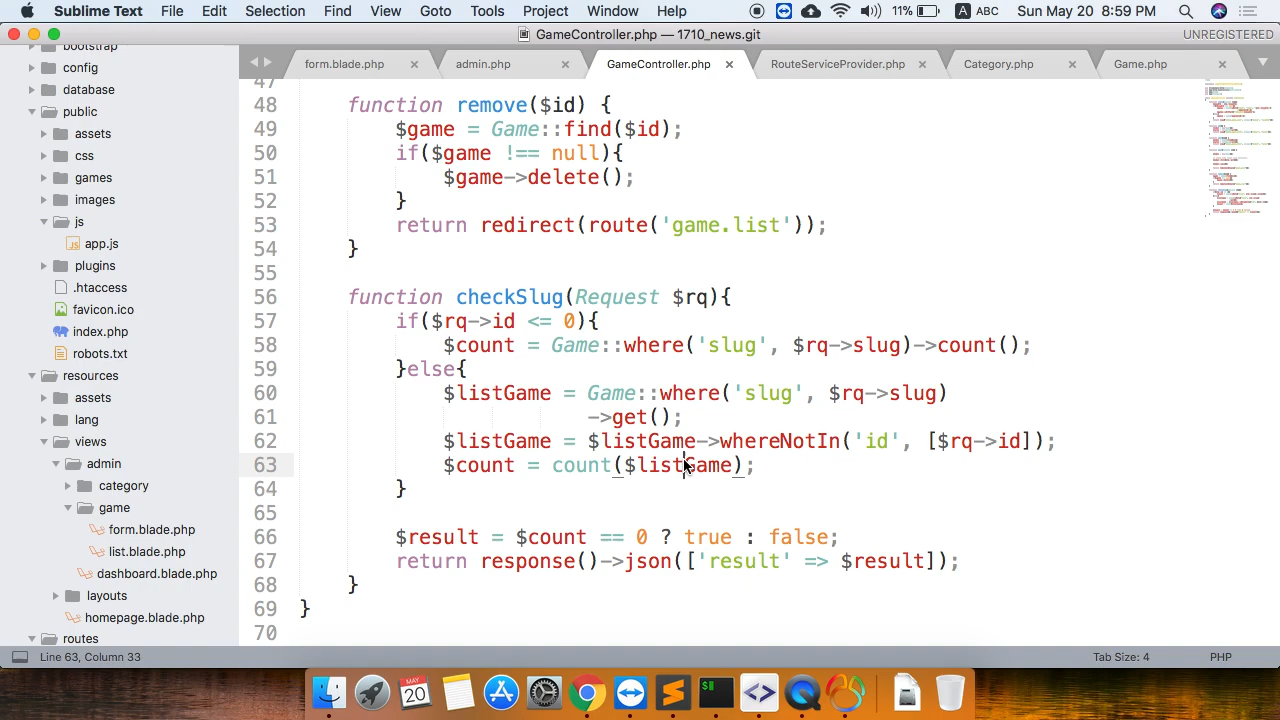 Sublime Text File Edit Selection Find View Goto Tools Project Window Help 11% A ABC Sun May 20 8:59 PM
GameController.php — 1710_news.git UNREGISTERED
form.blade.php × admin.php × GameController.php × RouteServiceProvider.php × Category.php × Game.php ×
bootstrap
config
database
public
assets
css
games
images
js
app.js
plugins
.htaccess
favicon.ico
index.php
robots.txt
resources
assets
lang
views
admin
category
game
form.blade.php
list.blade.php
dashboard.blade.php
layouts
homepage.blade.php
routes
47
48 function remove($id) {
49 $game = Game::find($id);
50 if($game !== null){
51 $game->delete();
52 }
53 return redirect(route('game.list'));
54 }
55
56 function checkSlug(Request $rq){
57 if($rq->id <= 0){
58 $count = Game::where('slug', $rq->slug)->count();
59 }else{
60 $listGame = Game::where('slug', $rq->slug)
61 ->get();
62 $listGame = $listGame->whereNotIn('id', [$rq->id]);
63 $count = count($listGame);
64 }
65
66 $result = $count == 0 ? true : false;
67 return response()->json(['result' => $result]);
68 }
69 }
70
Line 63, Column 33 Tab Size: 4 PHP
MAY
20